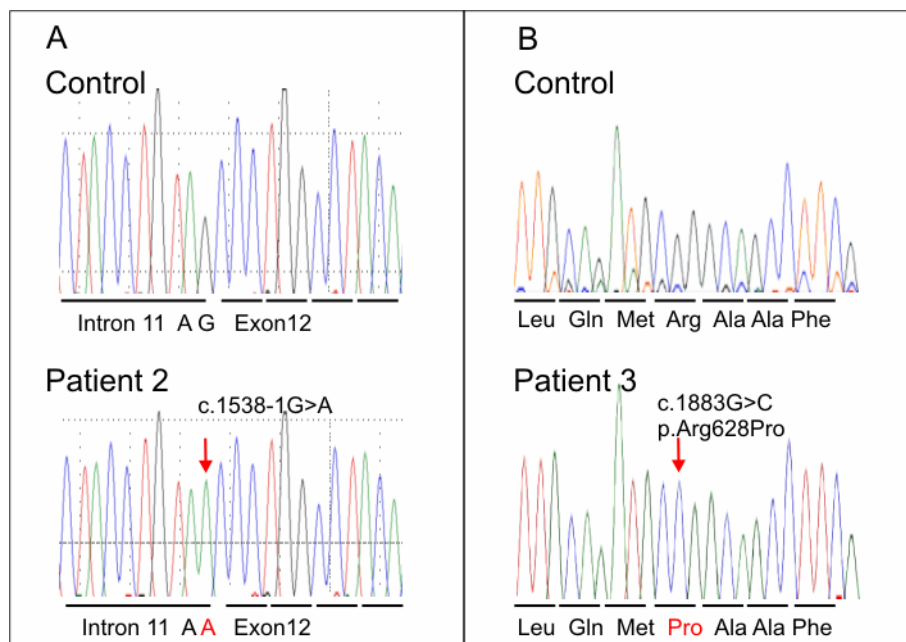 A
Control
Intron 11 A G Exon12
Patient 2
c.1538-1G>A
Intron 11 A A Exon12
B
Control
Leu Gln Met Arg Ala Ala Phe
Patient 3
c.1883G>C
p.Arg628Pro
Leu Gln Met Pro Ala Ala Phe